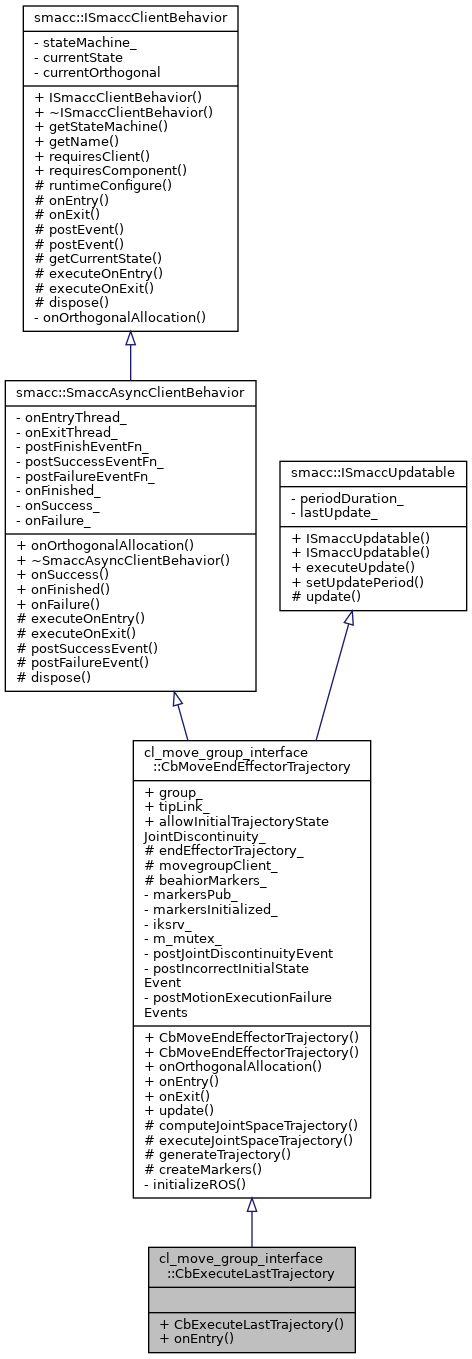 smacc::ISmaccClientBehavior
- stateMachine_
- currentState
- currentOrthogonal
+ ISmaccClientBehavior()
+ ~ISmaccClientBehavior()
+ getStateMachine()
+ getName()
+ requiresClient()
+ requiresComponent()
# runtimeConfigure()
# onEntry()
# onExit()
# postEvent()
# postEvent()
# getCurrentState()
# executeOnEntry()
# executeOnExit()
# dispose()
- onOrthogonalAllocation()
smacc::SmaccAsyncClientBehavior
- onEntryThread_
- onExitThread_
- postFinishEventFn_
- postSuccessEventFn_
- postFailureEventFn_
- onFinished_
- onSuccess_
- onFailure_
+ onOrthogonalAllocation()
+ ~SmaccAsyncClientBehavior()
+ onSuccess()
+ onFinished()
+ onFailure()
# executeOnEntry()
# executeOnExit()
# postSuccessEvent()
# postFailureEvent()
# dispose()
smacc::ISmaccUpdatable
- periodDuration_
- lastUpdate_
+ ISmaccUpdatable()
+ ISmaccUpdatable()
+ executeUpdate()
+ setUpdatePeriod()
# update()
cl_move_group_interface
::CbMoveEndEffectorTrajectory
+ group_
+ tipLink_
+ allowInitialTrajectoryState
JointDiscontinuity_
# endEffectorTrajectory_
# movegroupClient_
# beahiorMarkers_
- markersPub_
- markersInitialized_
- iksrv_
- m_mutex_
- postJointDiscontinuityEvent
- postIncorrectInitialState
Event
- postMotionExecutionFailure
Events
+ CbMoveEndEffectorTrajectory()
+ CbMoveEndEffectorTrajectory()
+ onOrthogonalAllocation()
+ onEntry()
+ onExit()
+ update()
# computeJointSpaceTrajectory()
# executeJointSpaceTrajectory()
# generateTrajectory()
# createMarkers()
- initializeROS()
cl_move_group_interface
::CbExecuteLastTrajectory
+ CbExecuteLastTrajectory()
+ onEntry()